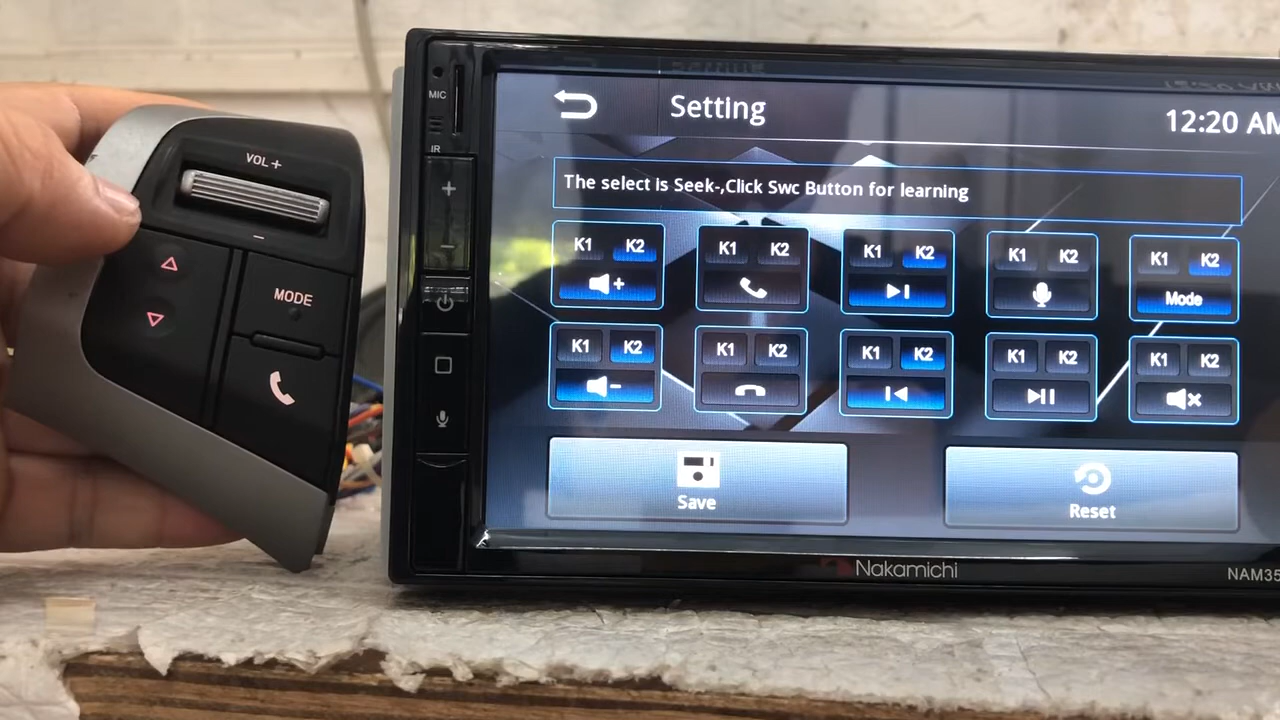 VOL +
–
MODE
MIC
IR
+
–
Setting
12:20 AM
The select is Seek-,Click Swc Button for learning
K1 K2 K1 K2 K1 K2 K1 K2 K1 K2
+ Mode
K1 K2 K1 K2 K1 K2 K1 K2 K1 K2
-
Save
Reset
Nakamichi
NAM35